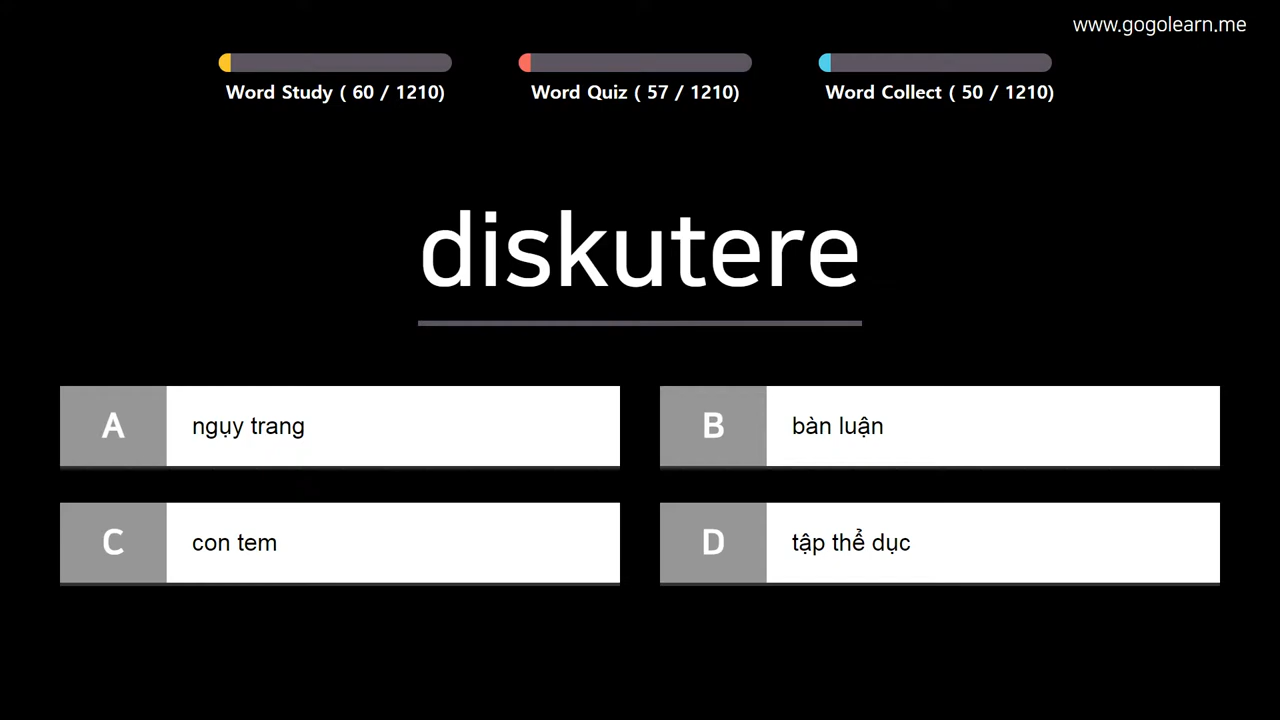 www.gogolearn.me
Word Study ( 60 / 1210)
Word Quiz ( 57 / 1210)
Word Collect ( 50 / 1210)
diskutere
A ngụy trang
B bàn luận
C con tem
D tập thể dục